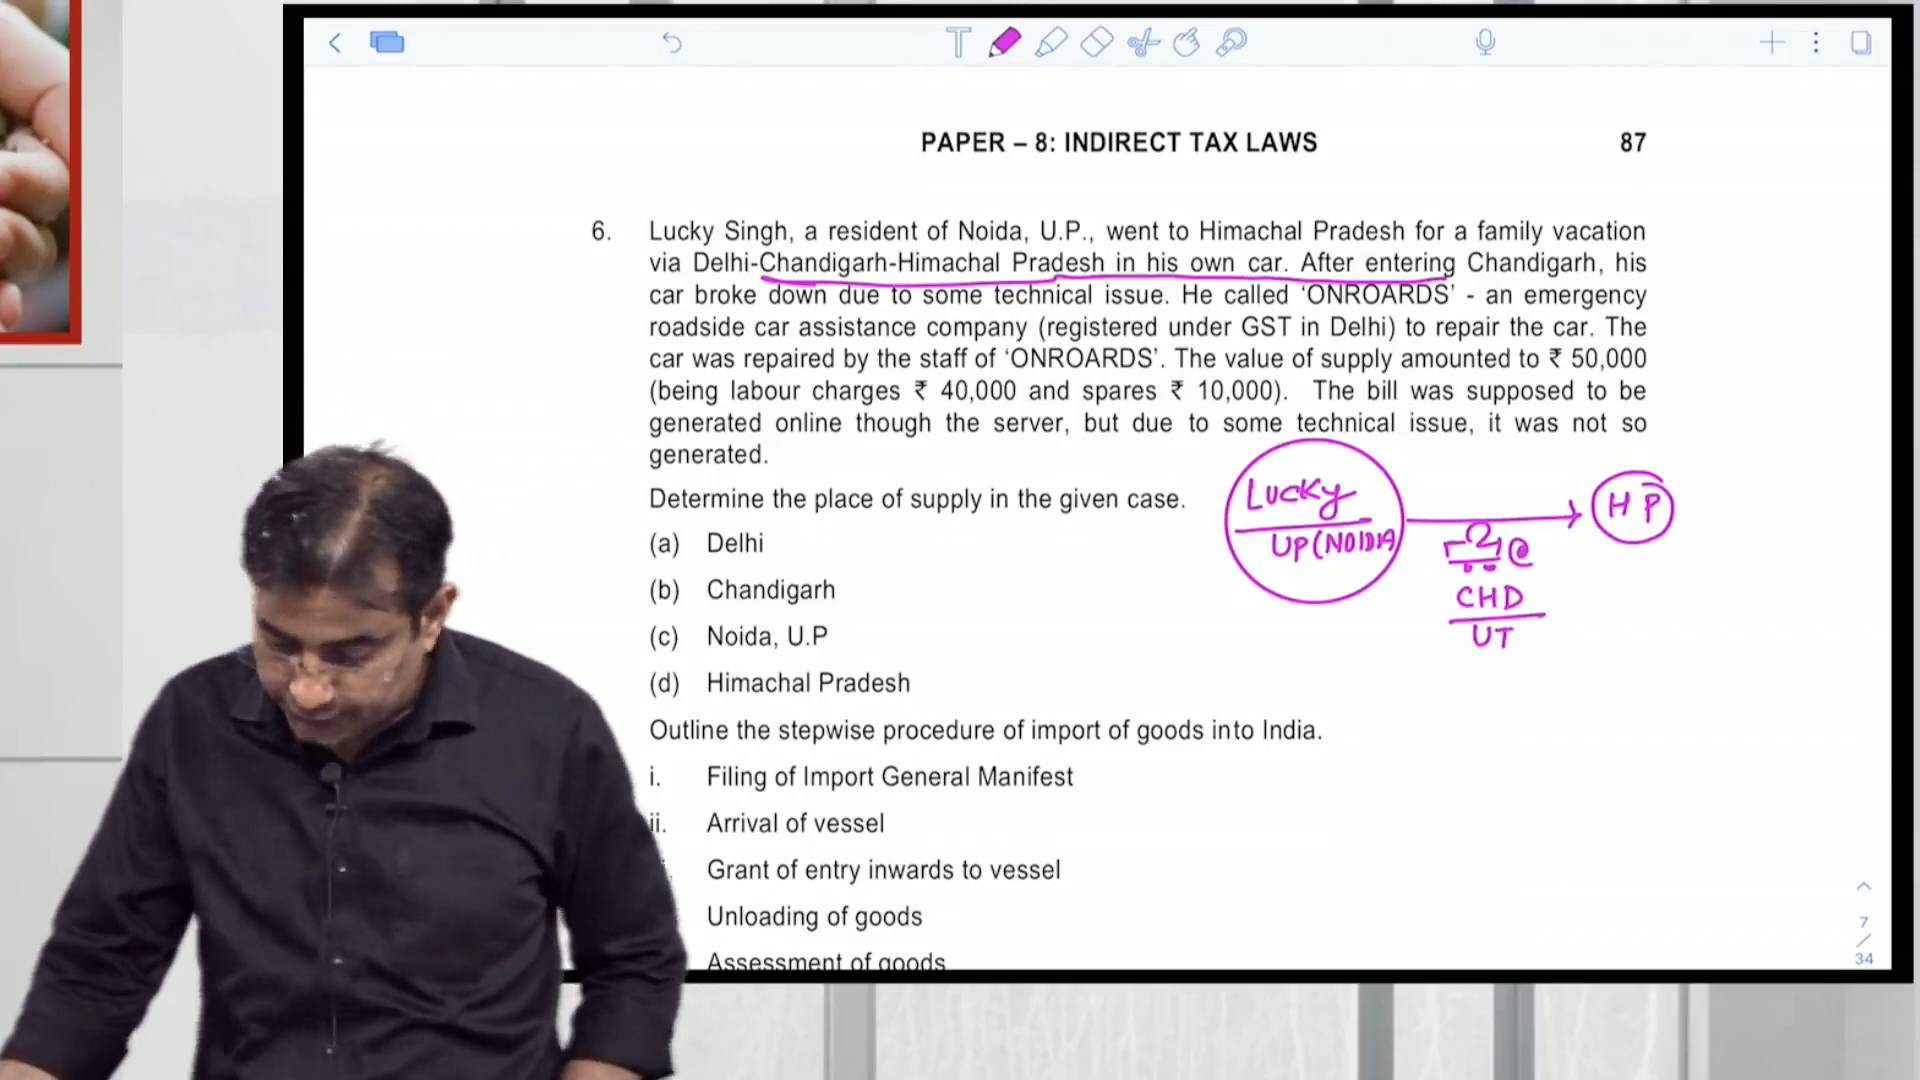 PAPER – 8: INDIRECT TAX LAWS 87
6. Lucky Singh, a resident of Noida, U.P., went to Himachal Pradesh for a family vacation
via Delhi-Chandigarh-Himachal Pradesh in his own car. After entering Chandigarh, his
car broke down due to some technical issue. He called ‘ONROARDS’ - an emergency
roadside car assistance company (registered under GST in Delhi) to repair the car. The
car was repaired by the staff of ‘ONROARDS’. The value of supply amounted to ₹ 50,000
(being labour charges ₹ 40,000 and spares ₹ 10,000). The bill was supposed to be
generated online though the server, but due to some technical issue, it was not so
generated.
Determine the place of supply in the given case.
Lucky
UP(NOIDA)
HP
CHD
UT
(a) Delhi
(b) Chandigarh
(c) Noida, U.P
(d) Himachal Pradesh
Outline the stepwise procedure of import of goods into India.
i. Filing of Import General Manifest
ii. Arrival of vessel
Grant of entry inwards to vessel
Unloading of goods
Assessment of goods
7
/
34